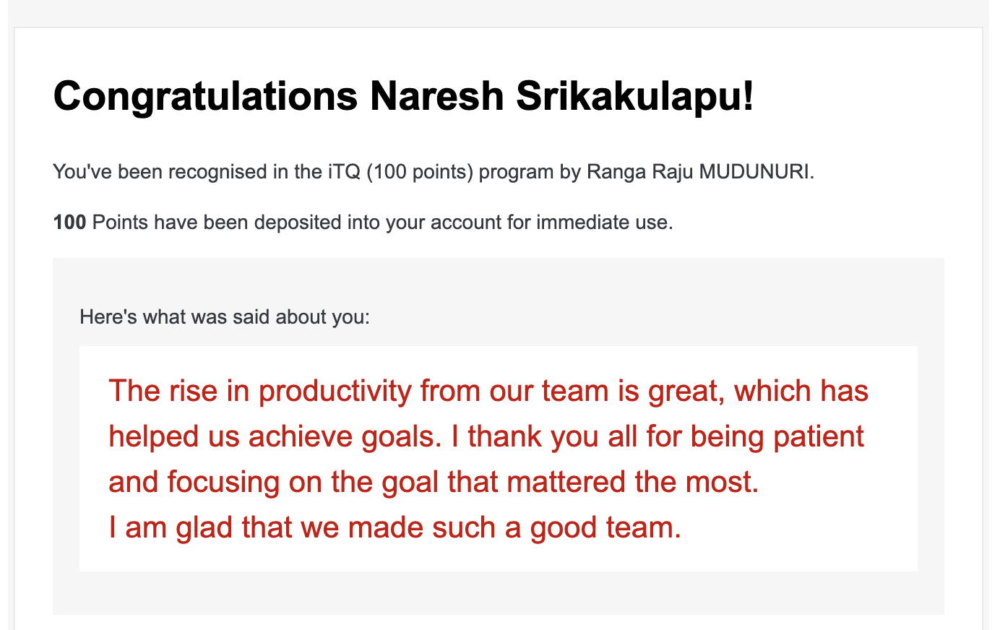 Congratulations Naresh Srikakulapu!
You've been recognised in the iTQ (100 points) program by Ranga Raju MUDUNURI.
100 Points have been deposited into your account for immediate use.
Here's what was said about you:
The rise in productivity from our team is great, which has
helped us achieve goals. I thank you all for being patient
and focusing on the goal that mattered the most.
I am glad that we made such a good team.